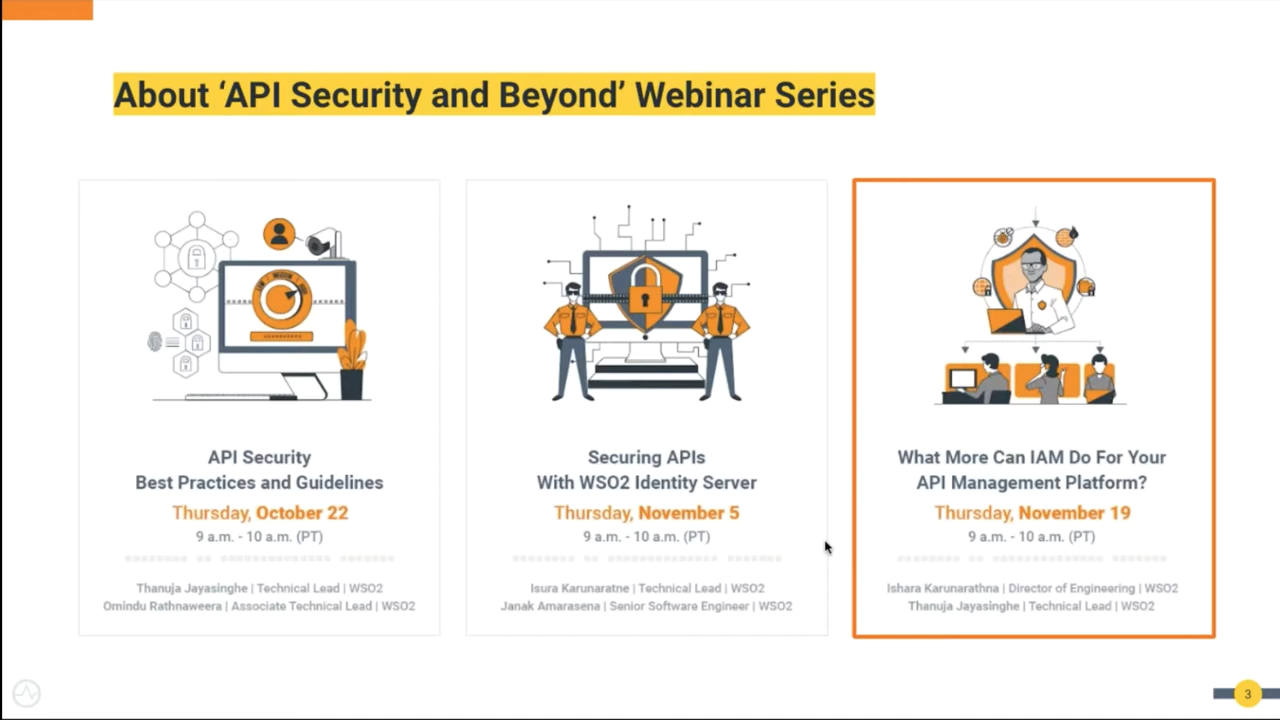 About ‘API Security and Beyond’ Webinar Series
API Security
Best Practices and Guidelines
Thursday, October 22
9 a.m. - 10 a.m. (PT)
Thanuja Jayasinghe | Technical Lead | WSO2
Omindu Rathnaweera | Associate Technical Lead | WSO2
Securing APIs
With WSO2 Identity Server
Thursday, November 5
9 a.m. - 10 a.m. (PT)
Isura Karunaratne | Technical Lead | WSO2
Janak Amarasena | Senior Software Engineer | WSO2
What More Can IAM Do For Your
API Management Platform?
Thursday, November 19
9 a.m. - 10 a.m. (PT)
Ishara Karunarathna | Director of Engineering | WSO2
Thanuja Jayasinghe | Technical Lead | WSO2
3